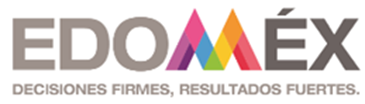 EDOMÉX
DECISIONES FIRMES, RESULTADOS FUERTES.